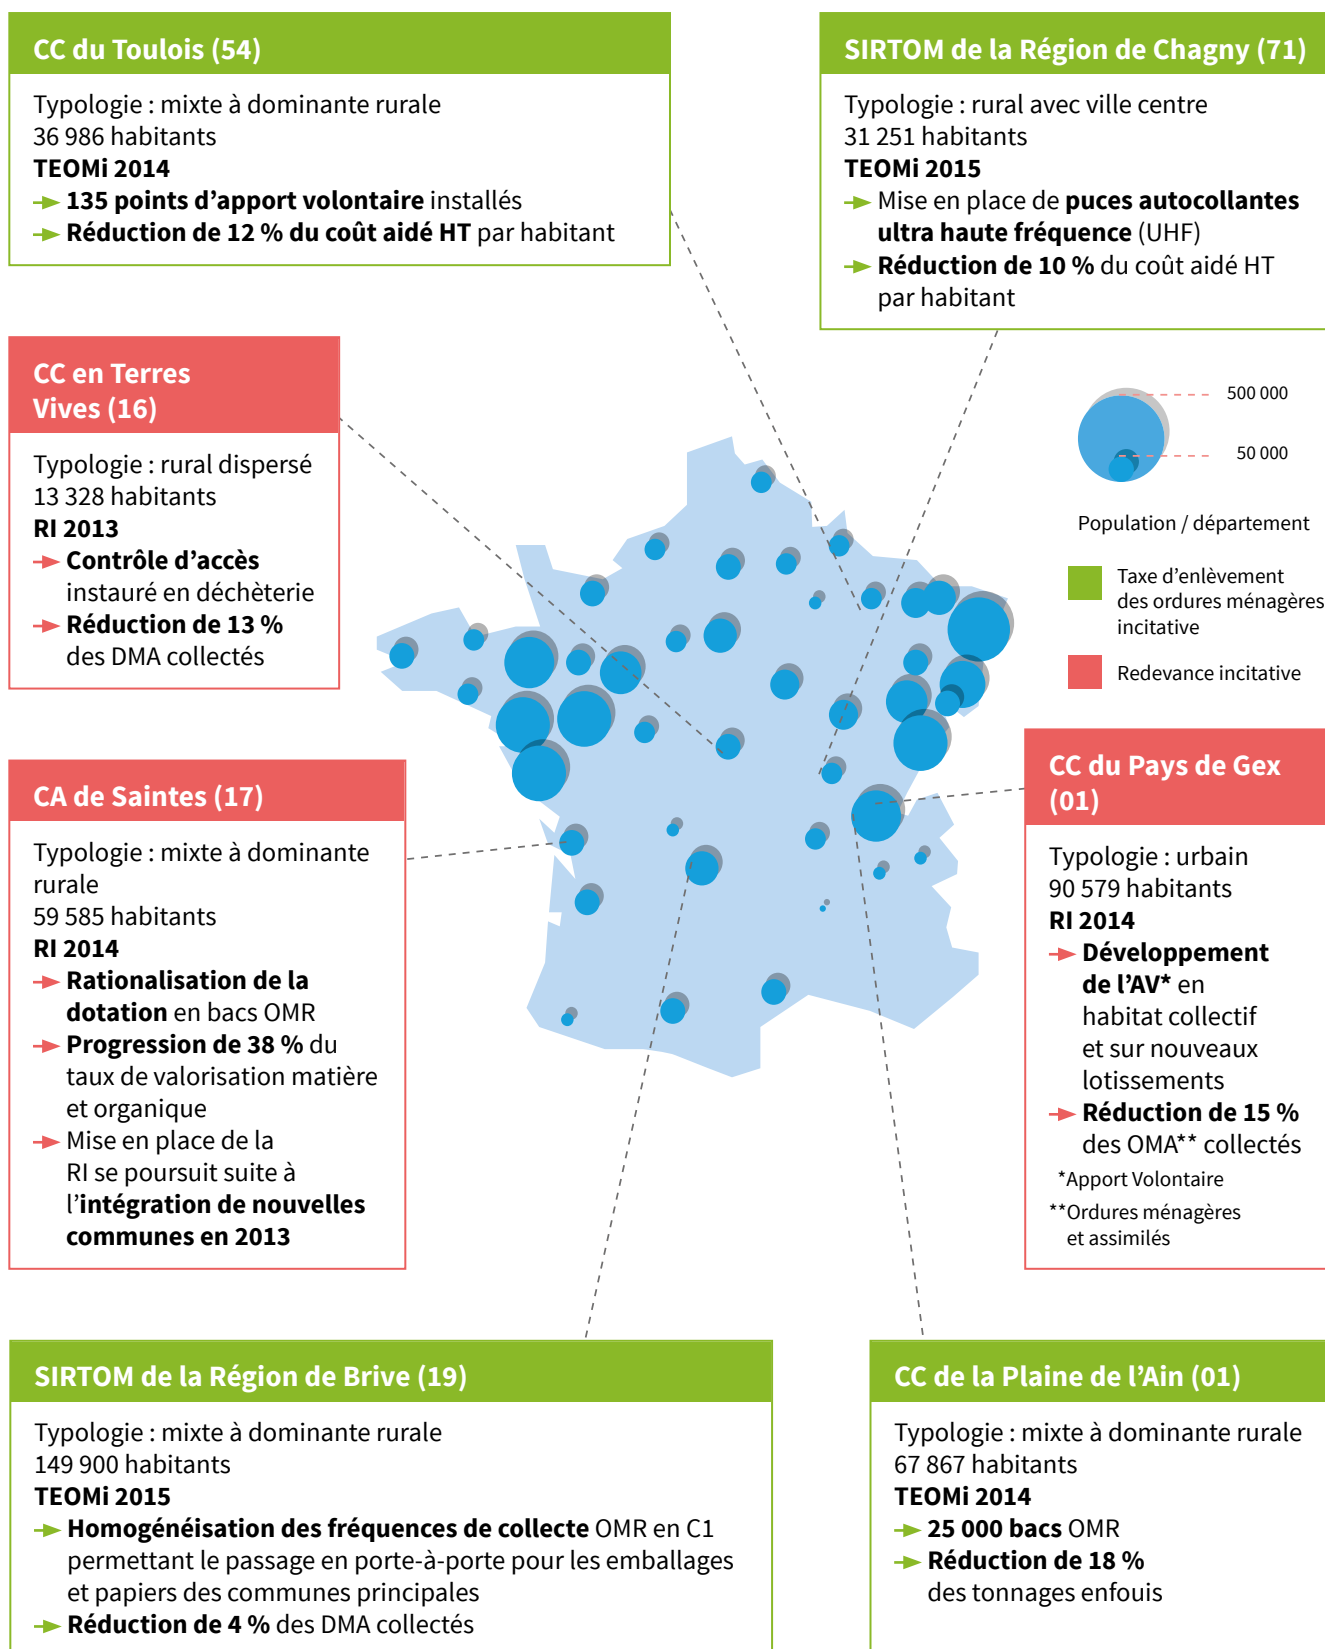 CC du Toulois (54)
Typologie : mixte à dominante rurale
36 986 habitants
TEOMi 2014
135 points d’apport volontaire installés
Réduction de 12 % du coût aidé HT par habitant
SIRTOM de la Région de Chagny (71)
Typologie : rural avec ville centre
31 251 habitants
TEOMi 2015
Mise en place de puces autocollantes
ultra haute fréquence (UHF)
Réduction de 10 % du coût aidé HT
par habitant
CC en Terres
Vives (16)
Typologie : rural dispersé
13 328 habitants
RI 2013
Contrôle d’accès
instauré en déchèterie
Réduction de 13 %
des DMA collectés
500 000
50 000
Population / département
Taxe d’enlèvement
des ordures ménagères
incitative
Redevance incitative
CA de Saintes (17)
Typologie : mixte à dominante
rurale
59 585 habitants
RI 2014
Rationalisation de la
dotation en bacs OMR
Progression de 38 % du
taux de valorisation matière
et organique
Mise en place de la
RI se poursuit suite à
l’intégration de nouvelles
communes en 2013
CC du Pays de Gex
(01)
Typologie : urbain
90 579 habitants
RI 2014
Développement
de l’AV* en
habitat collectif
et sur nouveaux
lotissements
Réduction de 15 %
des OMA** collectés
*Apport Volontaire
**Ordures ménagères
et assimilés
SIRTOM de la Région de Brive (19)
Typologie : mixte à dominante rurale
149 900 habitants
TEOMi 2015
Homogénéisation des fréquences de collecte OMR en C1
permettant le passage en porte-à-porte pour les emballages
et papiers des communes principales
Réduction de 4 % des DMA collectés
CC de la Plaine de l’Ain (01)
Typologie : mixte à dominante rurale
67 867 habitants
TEOMi 2014
25 000 bacs OMR
Réduction de 18 %
des tonnages enfouis